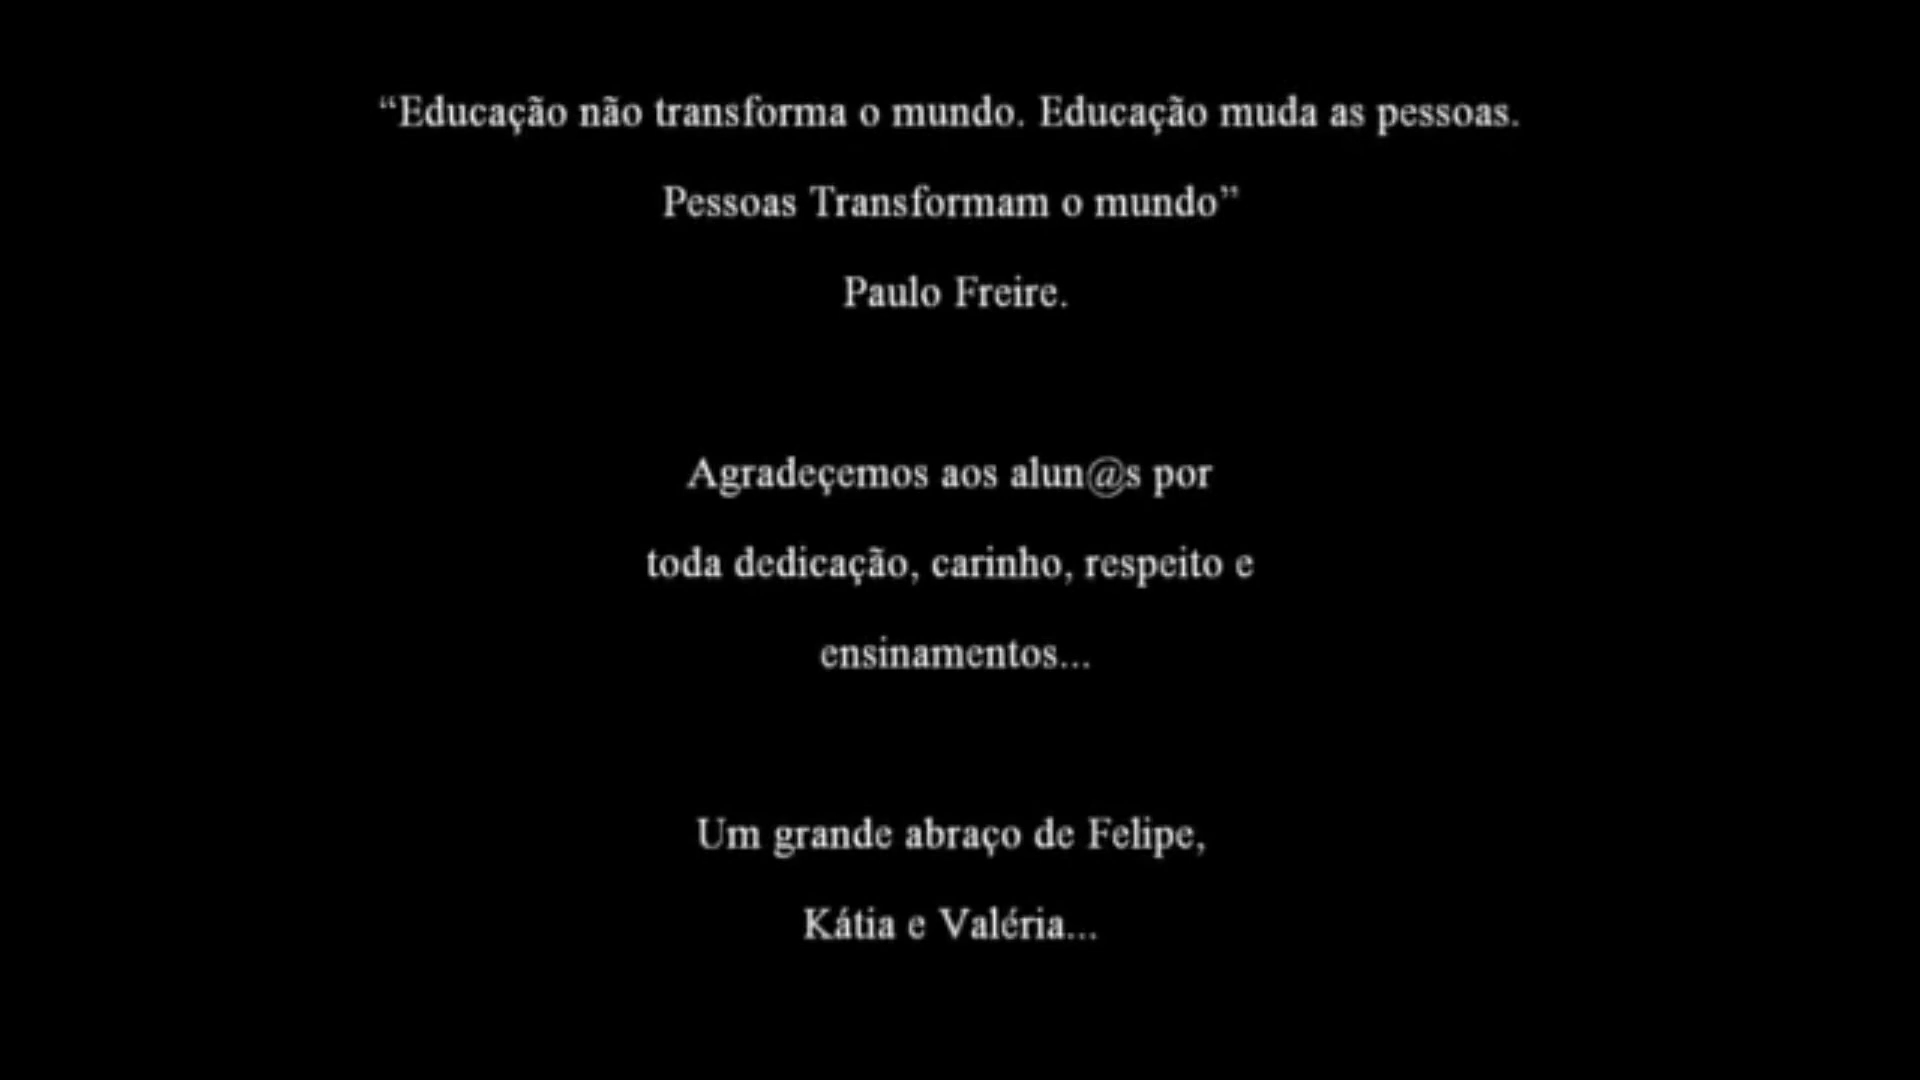 “Educação não transforma o mundo. Educação muda as pessoas.
Pessoas Transformam o mundo”
Paulo Freire.
Agradeçemos aos alun@s por
toda dedicação, carinho, respeito e
ensinamentos...
Um grande abraço de Felipe,
Kátia e Valéria...